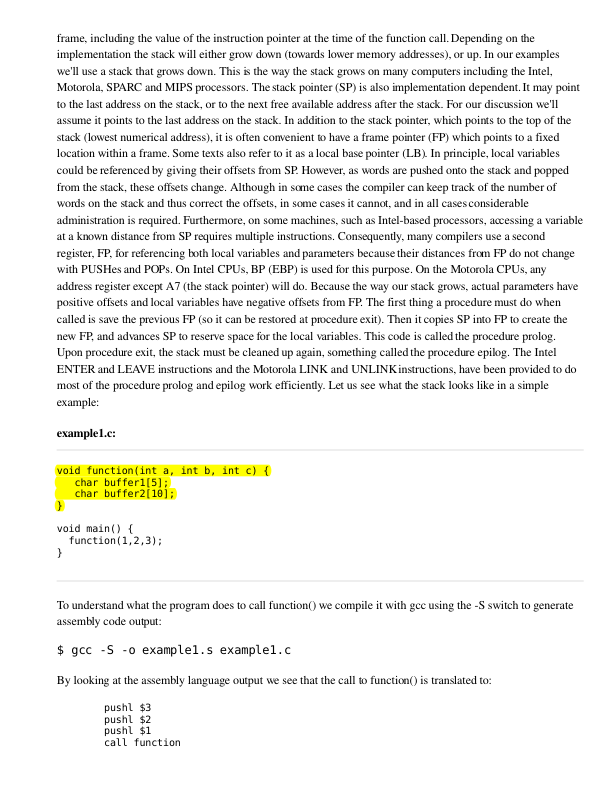 frame, including the value of the instruction pointer at the time of the function call. Depending on the
implementation the stack will either grow down (towards lower memory addresses), or up. In our examples
we'll use a stack that grows down. This is the way the stack grows on many computers including the Intel,
Motorola, SPARC and MIPS processors. The stack pointer (SP) is also implementation dependent. It may point
to the last address on the stack, or to the next free available address after the stack. For our discussion we'll
assume it points to the last address on the stack. In addition to the stack pointer, which points to the top of the
stack (lowest numerical address), it is often convenient to have a frame pointer (FP) which points to a fixed
location within a frame. Some texts also refer to it as a local base pointer (LB). In principle, local variables
could be referenced by giving their offsets from SP. However, as words are pushed onto the stack and popped
from the stack, these offsets change. Although in some cases the compiler can keep track of the number of
words on the stack and thus correct the offsets, in some cases it cannot, and in all cases considerable
administration is required. Furthermore, on some machines, such as Intel-based processors, accessing a variable
at a known distance from SP requires multiple instructions. Consequently, many compilers use a second
register, FP, for referencing both local variables and parameters because their distances from FP do not change
with PUSHes and POPs. On Intel CPUs, BP (EBP) is used for this purpose. On the Motorola CPUs, any
address register except A7 (the stack pointer) will do. Because the way our stack grows, actual parameters have
positive offsets and local variables have negative offsets from FP. The first thing a procedure must do when
called is save the previous FP (so it can be restored at procedure exit). Then it copies SP into FP to create the
new FP, and advances SP to reserve space for the local variables. This code is called the procedure prolog.
Upon procedure exit, the stack must be cleaned up again, something called the procedure epilog. The Intel
ENTER and LEAVE instructions and the Motorola LINK and UNLINK instructions, have been provided to do
most of the procedure prolog and epilog work efficiently. Let us see what the stack looks like in a simple
example:
example1.c:
void function(int a, int b, int c) {
   char buffer1[5];
   char buffer2[10];
}
void main() {
  function(1,2,3);
}
To understand what the program does to call function() we compile it with gcc using the -S switch to generate
assembly code output:
$ gcc -S -o example1.s example1.c
By looking at the assembly language output we see that the call to function() is translated to:
        pushl $3
        pushl $2
        pushl $1
        call function